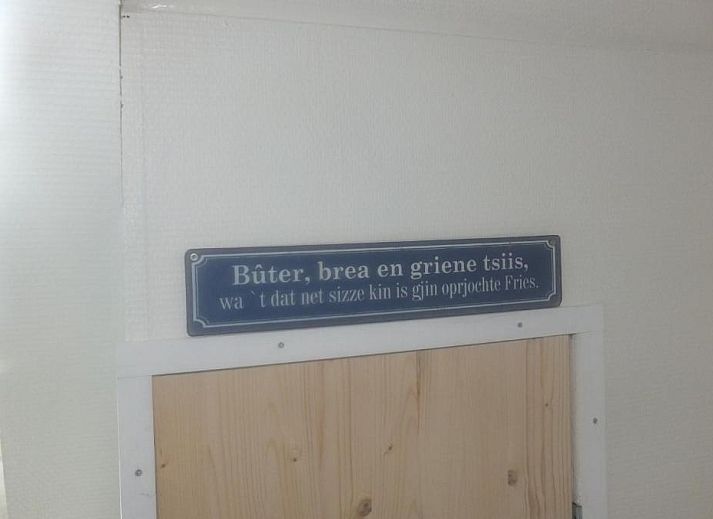 Bûter, brea en griene tsiis,
wa `t dat net sizze kin is gjin oprjochte Fries.